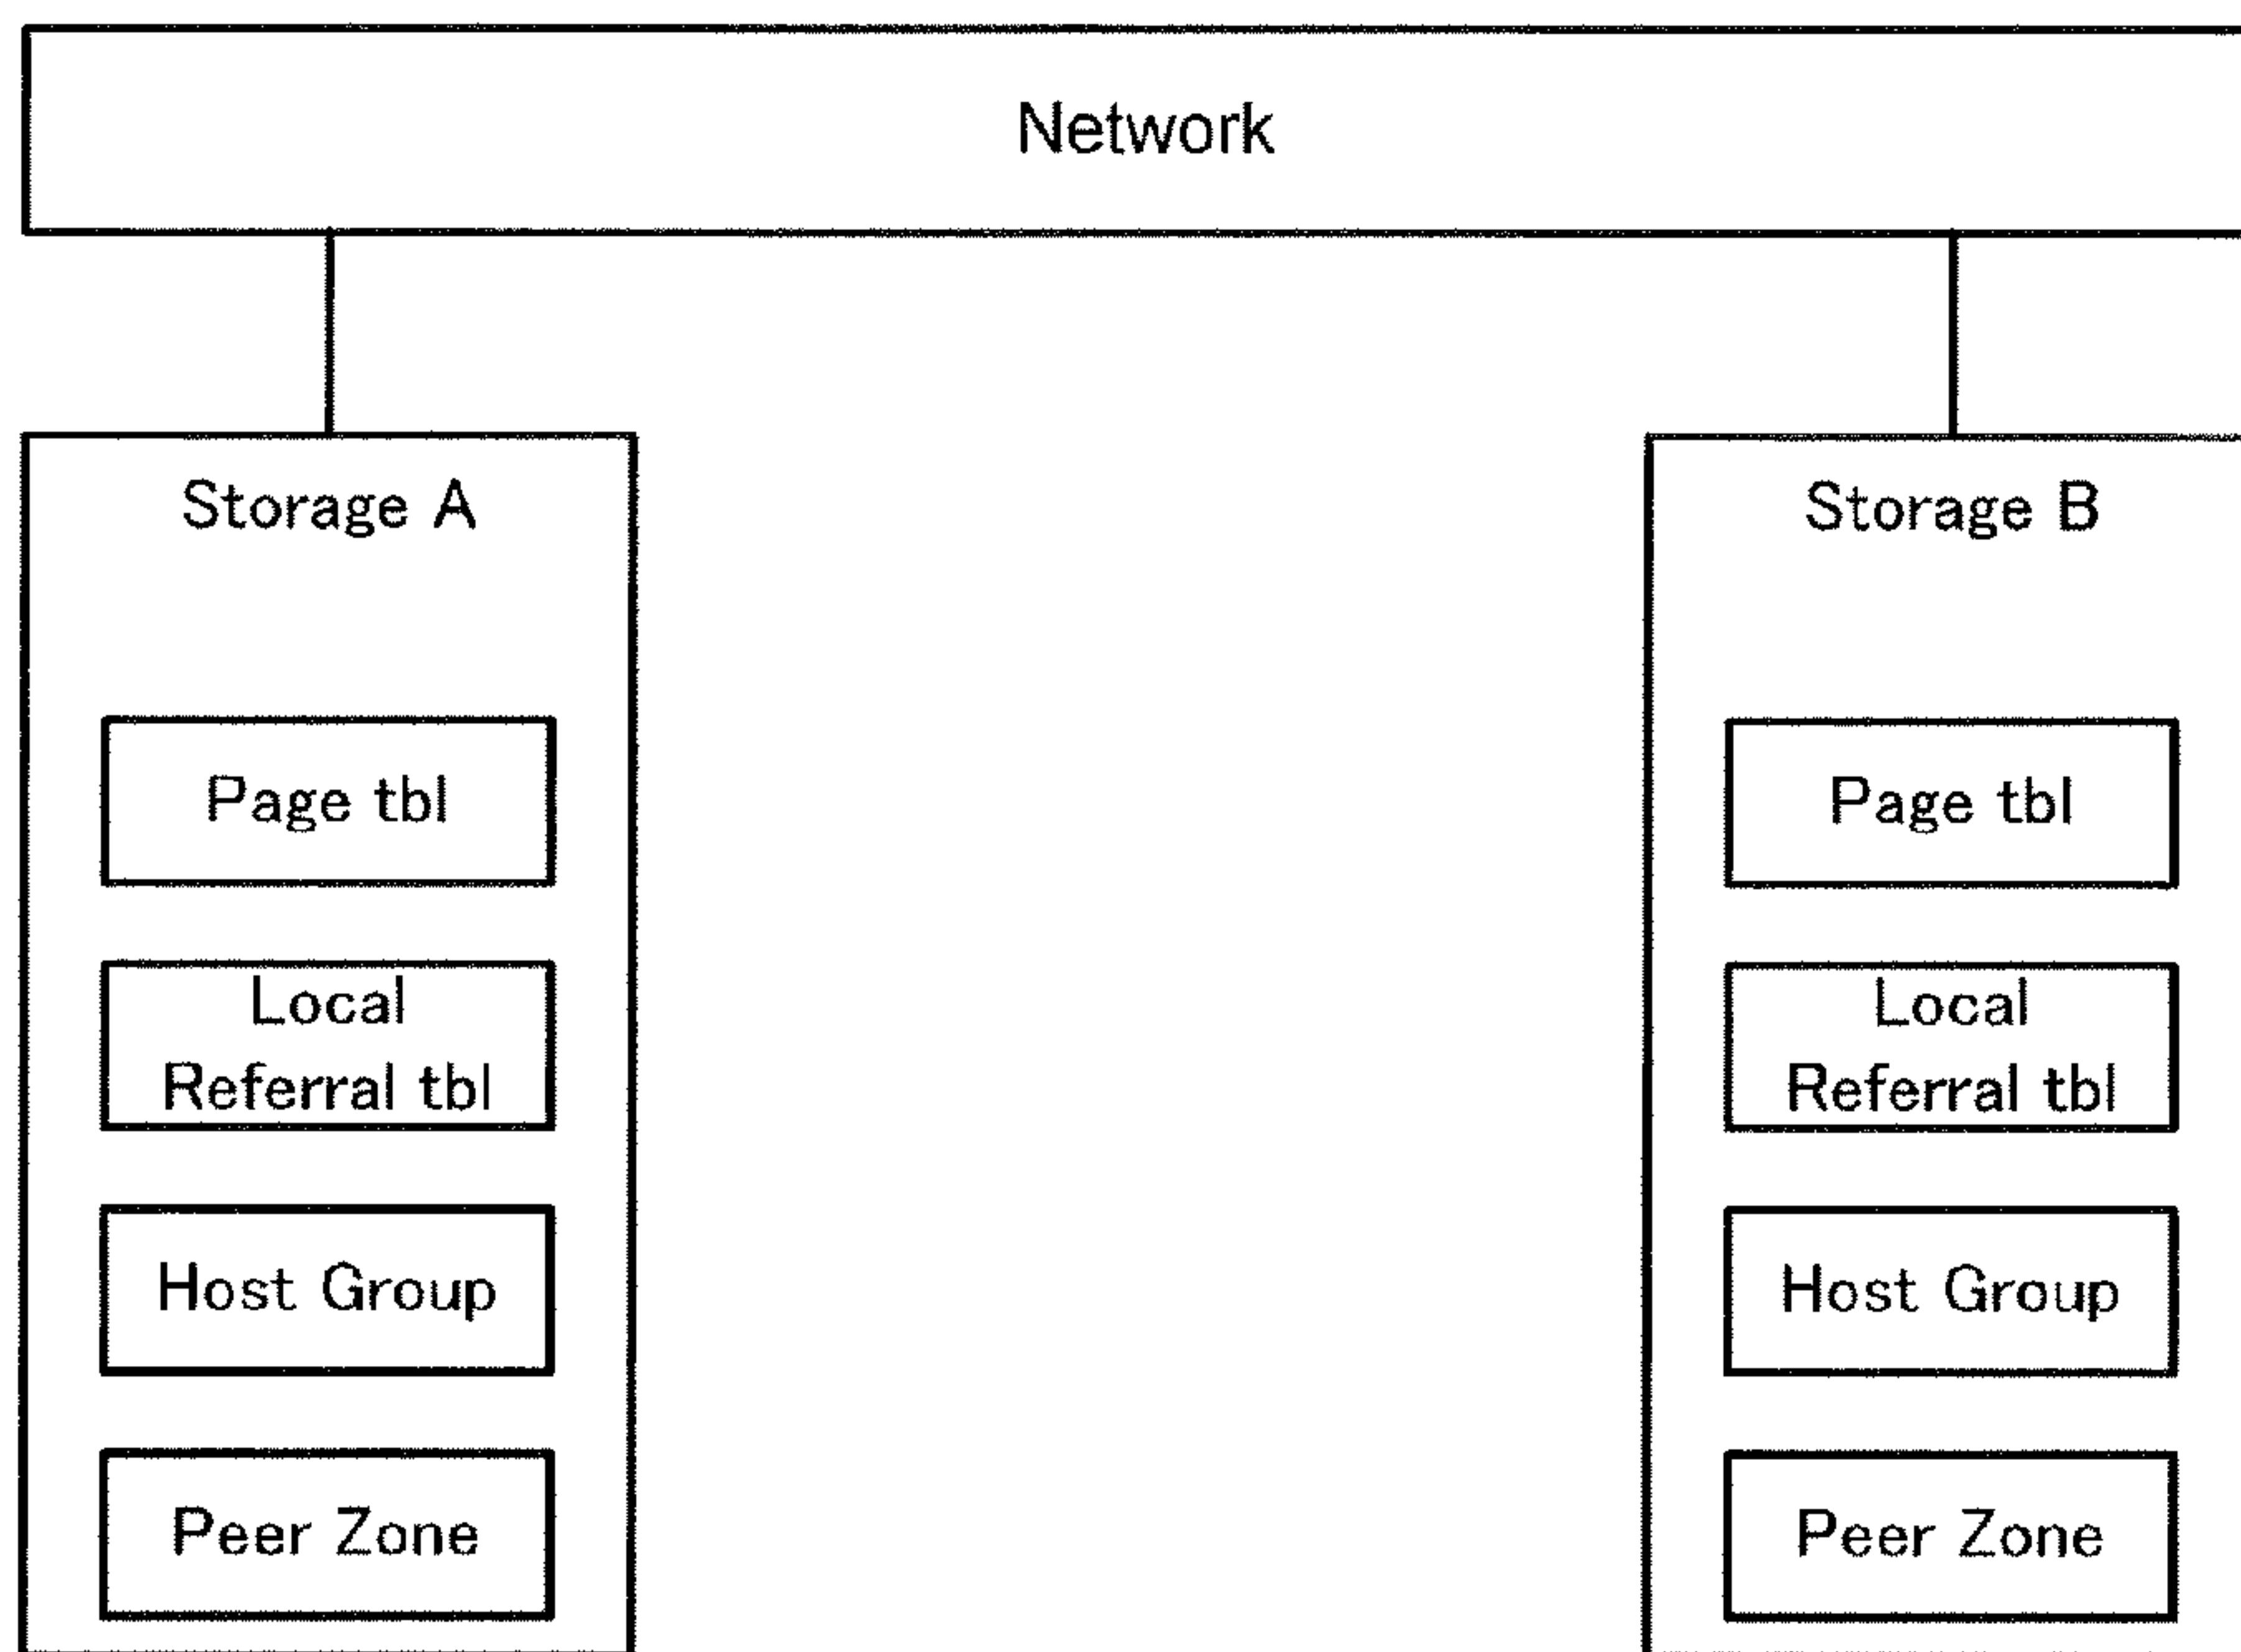 Network
Storage A
Page tbl
Local
Referral tbl
Host Group
Peer Zone
Storage B
Page tbl
Local
Referral tbl
Host Group
Peer Zone